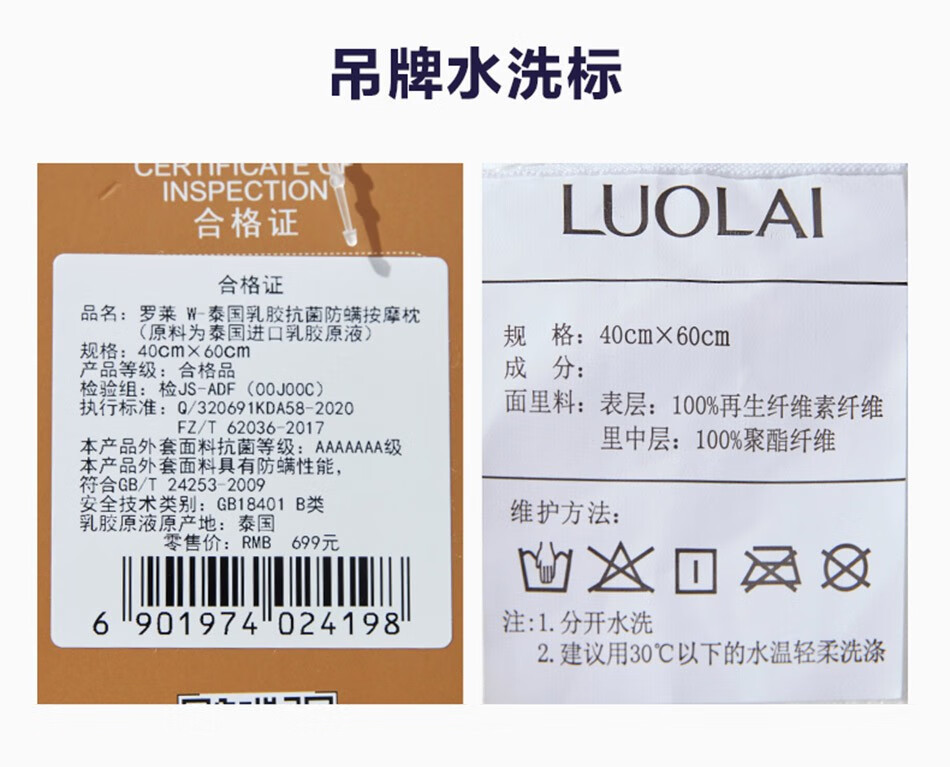 吊牌水洗标
CERTIFICATE O
INSPECTION
合格证
合格证
品名：罗莱 W-泰国乳胶抗菌防螨按摩枕
（原料为泰国进口乳胶原液）
规格：40cm×60cm
产品等级：合格品
检验组：检JS-ADF（00J00C）
执行标准：Q/320691KDA58-2020
FZ/T 62036-2017
本产品外套面料抗菌等级：AAAAAAA级
本产品外套面料具有防螨性能，
符合GB/T 24253-2009
安全技术类别：GB18401 B类
乳胶原液原产地：泰国
零售价：RMB 699元
6 901974 024198
LUOLAI
规 格：40cm×60cm
成 分：
面里料：表层：100%再生纤维素纤维
里中层：100%聚酯纤维
维护方法：
注：1.分开水洗
2.建议用30℃以下的水温轻柔洗涤